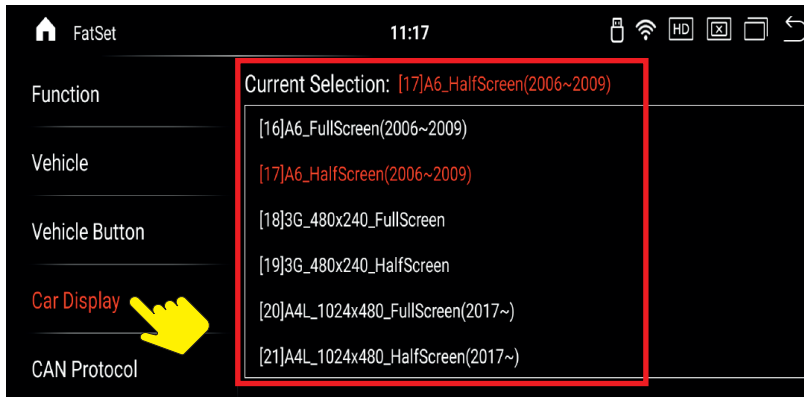 FatSet 11:17 HD
Function
Vehicle
Vehicle Button
Car Display
CAN Protocol
Current Selection: [17]A6_HalfScreen(2006~2009)
[16]A6_FullScreen(2006~2009)
[17]A6_HalfScreen(2006~2009)
[18]3G_480x240_FullScreen
[19]3G_480x240_HalfScreen
[20]A4L_1024x480_FullScreen(2017~)
[21]A4L_1024x480_HalfScreen(2017~)